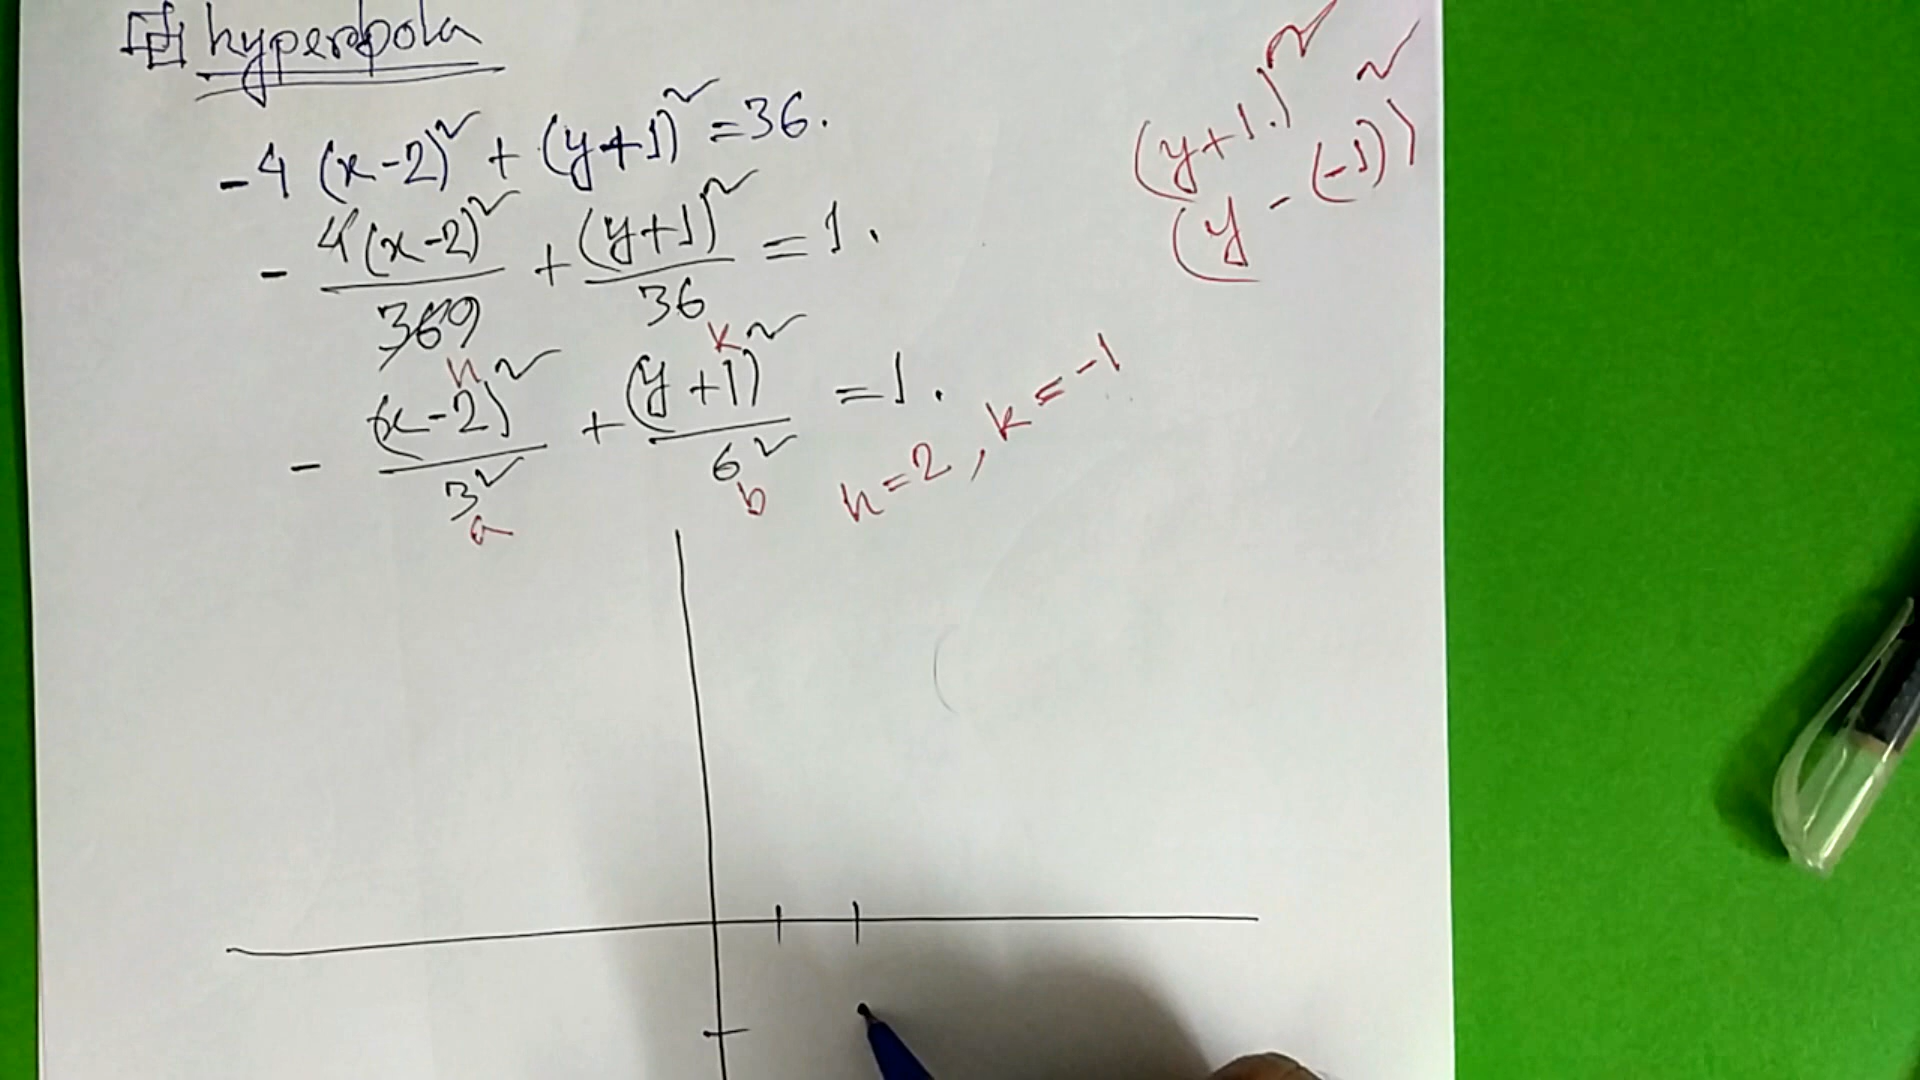 hyperbola
-4 (x-2)² + (y+1)² = 36.
- 4(x-2)²/369 + (y+1)²/36 = 1.
- (x-2)²/3² + (y+1)²/6² = 1.
h k
a b
h=2, k=-1
(y+1.)²
(y-(-1))²